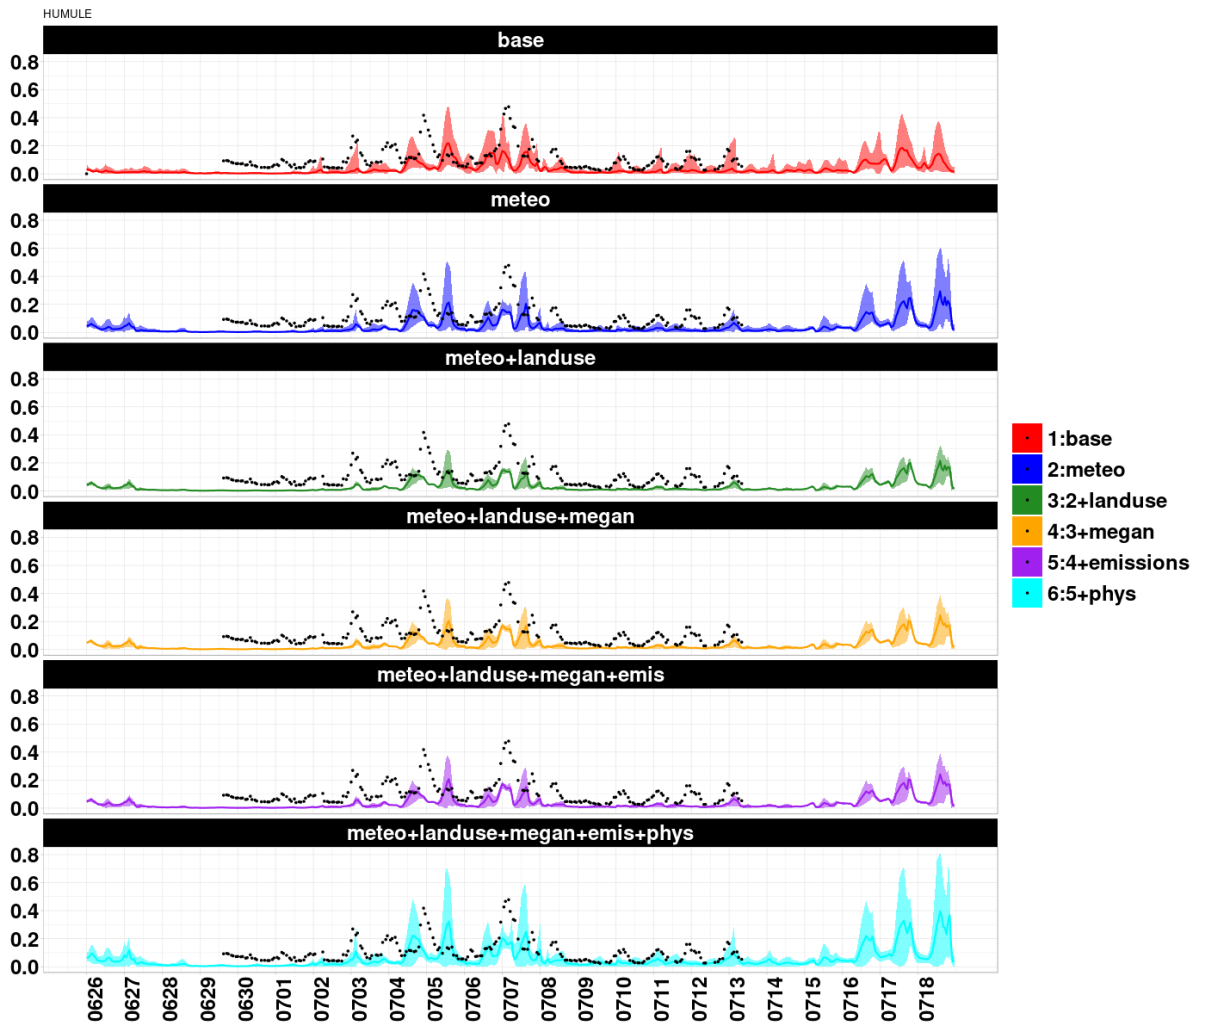 HUMULE
base
0.8
0.6
0.4
0.2
0.0
meteo
0.8
0.6
0.4
0.2
0.0
meteo+landuse
0.8
0.6
0.4
0.2
0.0
meteo+landuse+megan
0.8
0.6
0.4
0.2
0.0
meteo+landuse+megan+emis
0.8
0.6
0.4
0.2
0.0
meteo+landuse+megan+emis+phys
0.8
0.6
0.4
0.2
0.0
0626 0627 0628 0629 0630 0701 0702 0703 0704 0705 0706 0707 0708 0709 0710 0711 0712 0713 0714 0715 0716 0717 0718
1:base
2:meteo
3:2+landuse
4:3+megan
5:4+emissions
6:5+phys